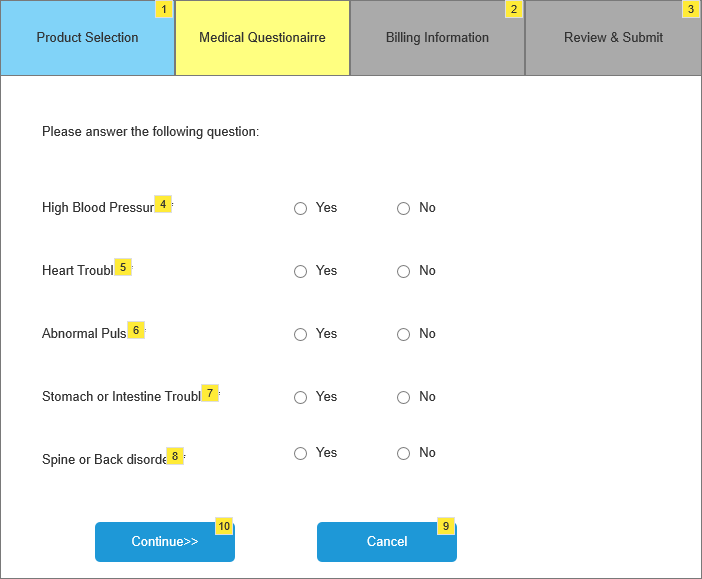 1
2
3
Product Selection
Medical Questionairre
Billing Information
Review & Submit
Please answer the following question:
High Blood Pressur 4 Yes No
Heart Troubl 5 Yes No
Abnormal Puls 6 Yes No
Stomach or Intestine Troubl 7 Yes No
Spine or Back disorde 8 Yes No
Continue>> 10
Cancel 9